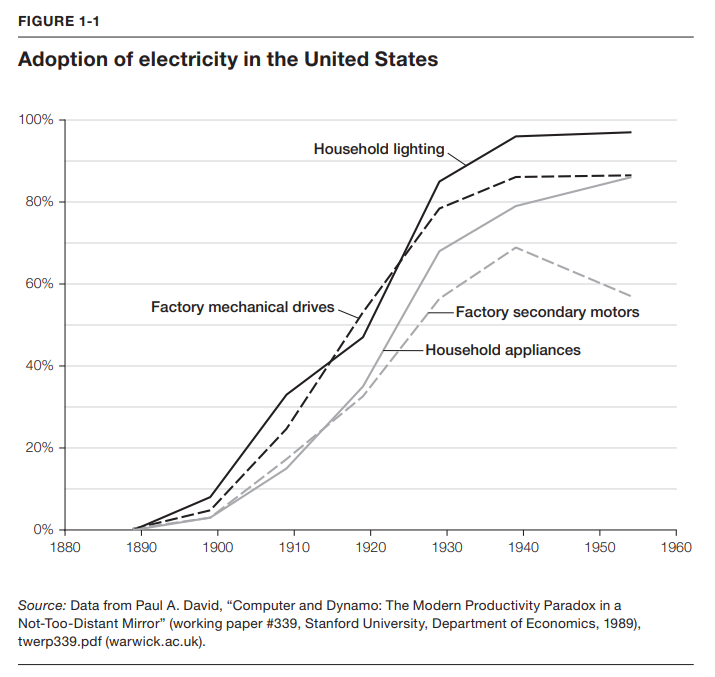 FIGURE 1-1
Adoption of electricity in the United States
100%
Household lighting
80%
60%
Factory mechanical drives
Factory secondary motors
40%
Household appliances
20%
0%
1880 1890 1900 1910 1920 1930 1940 1950 1960
Source: Data from Paul A. David, “Computer and Dynamo: The Modern Productivity Paradox in a
Not-Too-Distant Mirror” (working paper #339, Stanford University, Department of Economics, 1989),
twerp339.pdf (warwick.ac.uk).